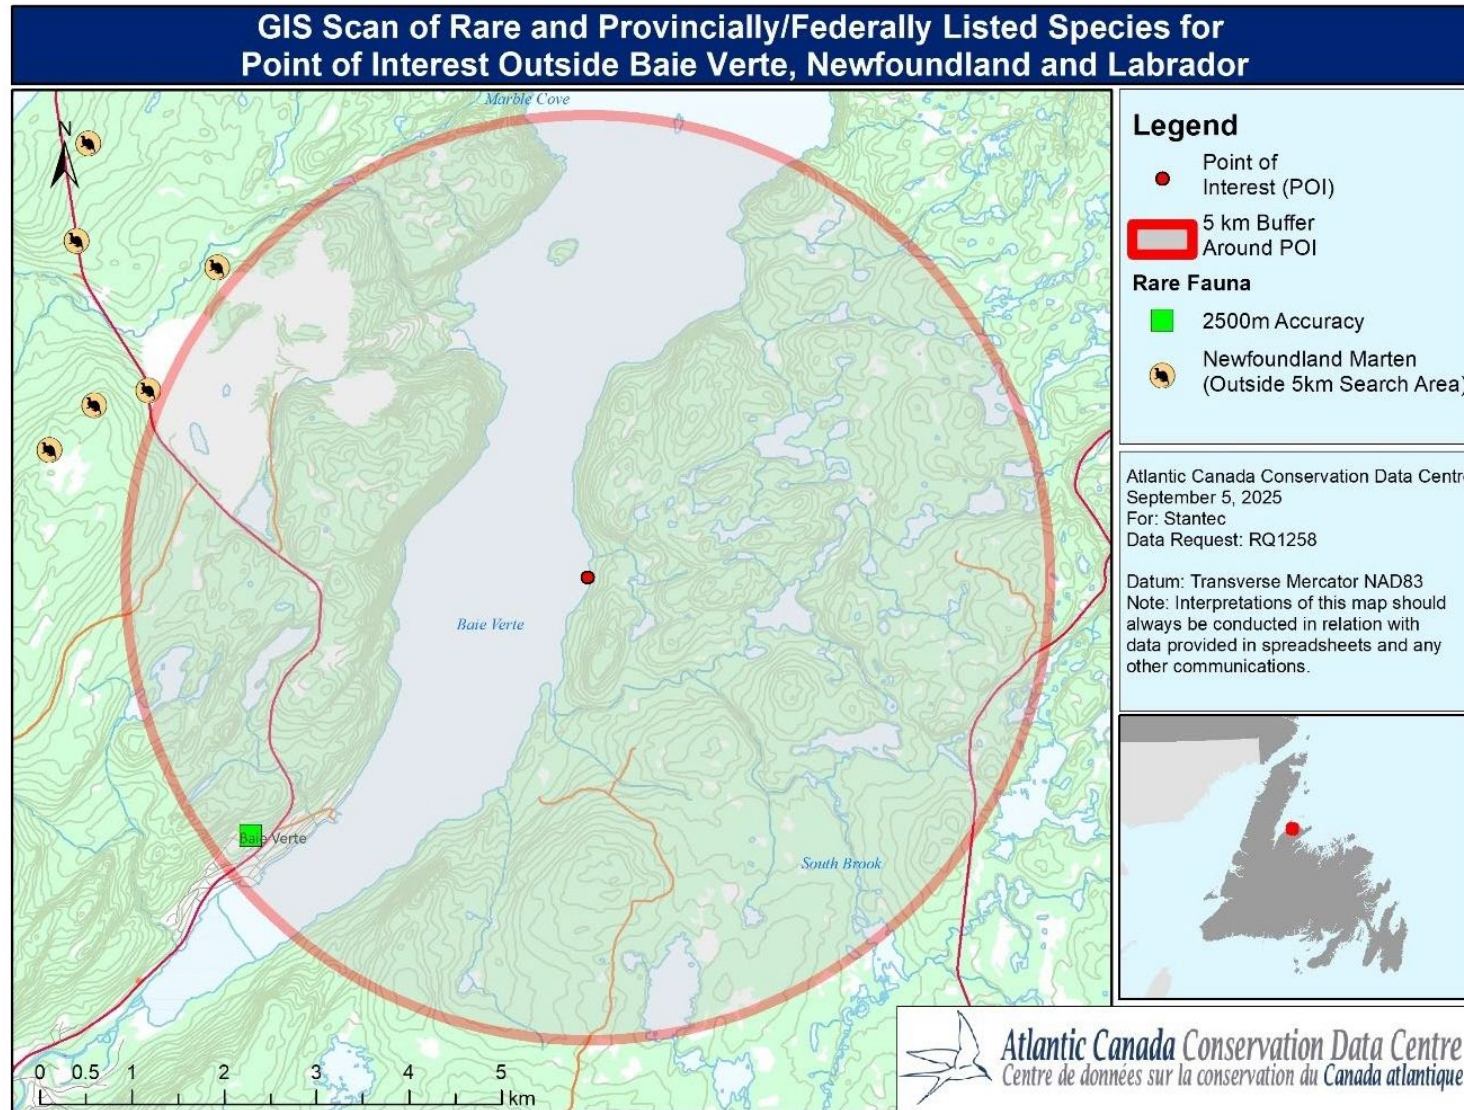 GIS Scan of Rare and Provincially/Federally Listed Species for
Point of Interest Outside Baie Verte, Newfoundland and Labrador
Marble Cove
N
Baie Verte
Baie Verte
South Brook
0 0.5 1 2 3 4 5
km
Legend
Point of
Interest (POI)
5 km Buffer
Around POI
Rare Fauna
2500m Accuracy
Newfoundland Marten
(Outside 5km Search Area)
Atlantic Canada Conservation Data Centre
September 5, 2025
For: Stantec
Data Request: RQ1258
Datum: Transverse Mercator NAD83
Note: Interpretations of this map should
always be conducted in relation with
data provided in spreadsheets and any
other communications.
Atlantic Canada Conservation Data Centre
Centre de données sur la conservation du Canada atlantique